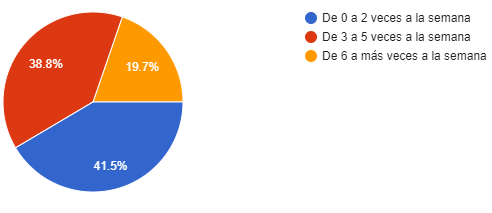 De 0 a 2 veces a la semana
De 3 a 5 veces a la semana
De 6 a más veces a la semana
38.8%
19.7%
41.5%